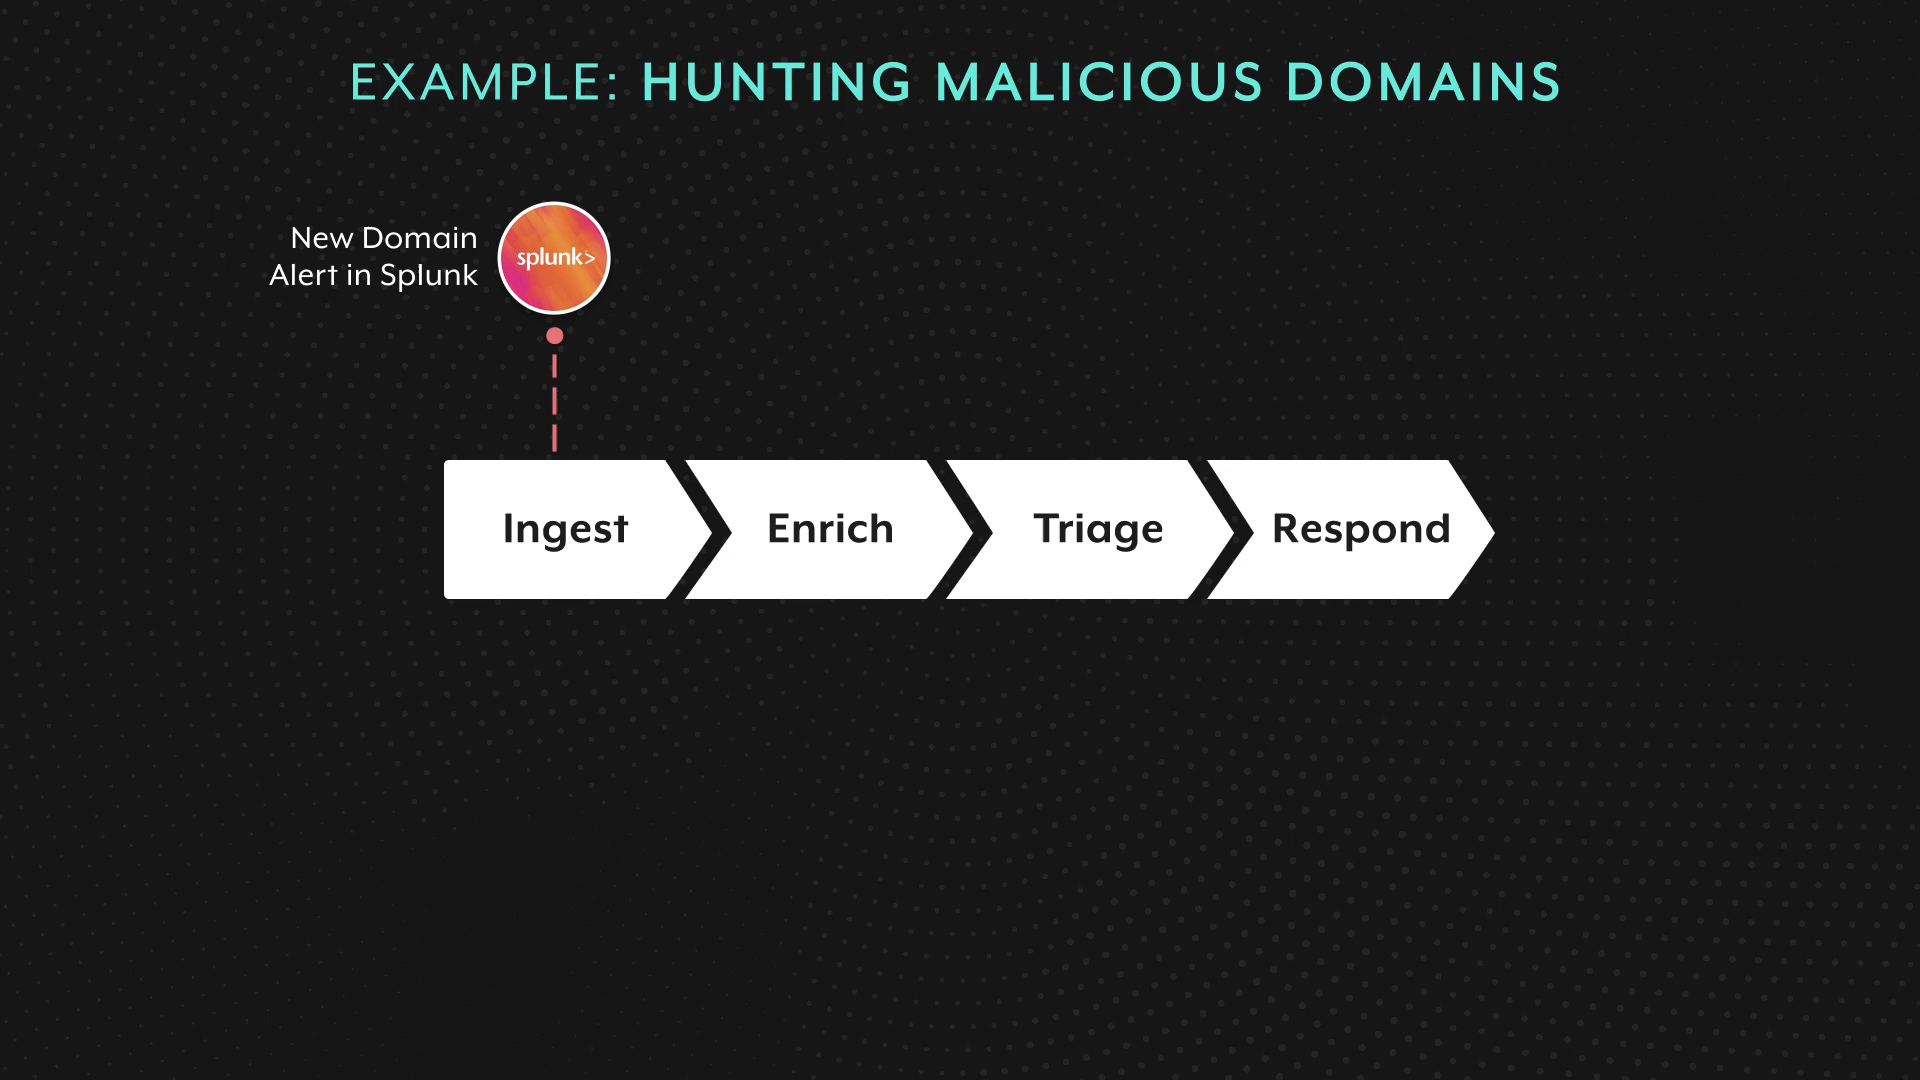 EXAMPLE: HUNTING MALICIOUS DOMAINS
New Domain
Alert in Splunk
splunk>
Ingest
Enrich
Triage
Respond